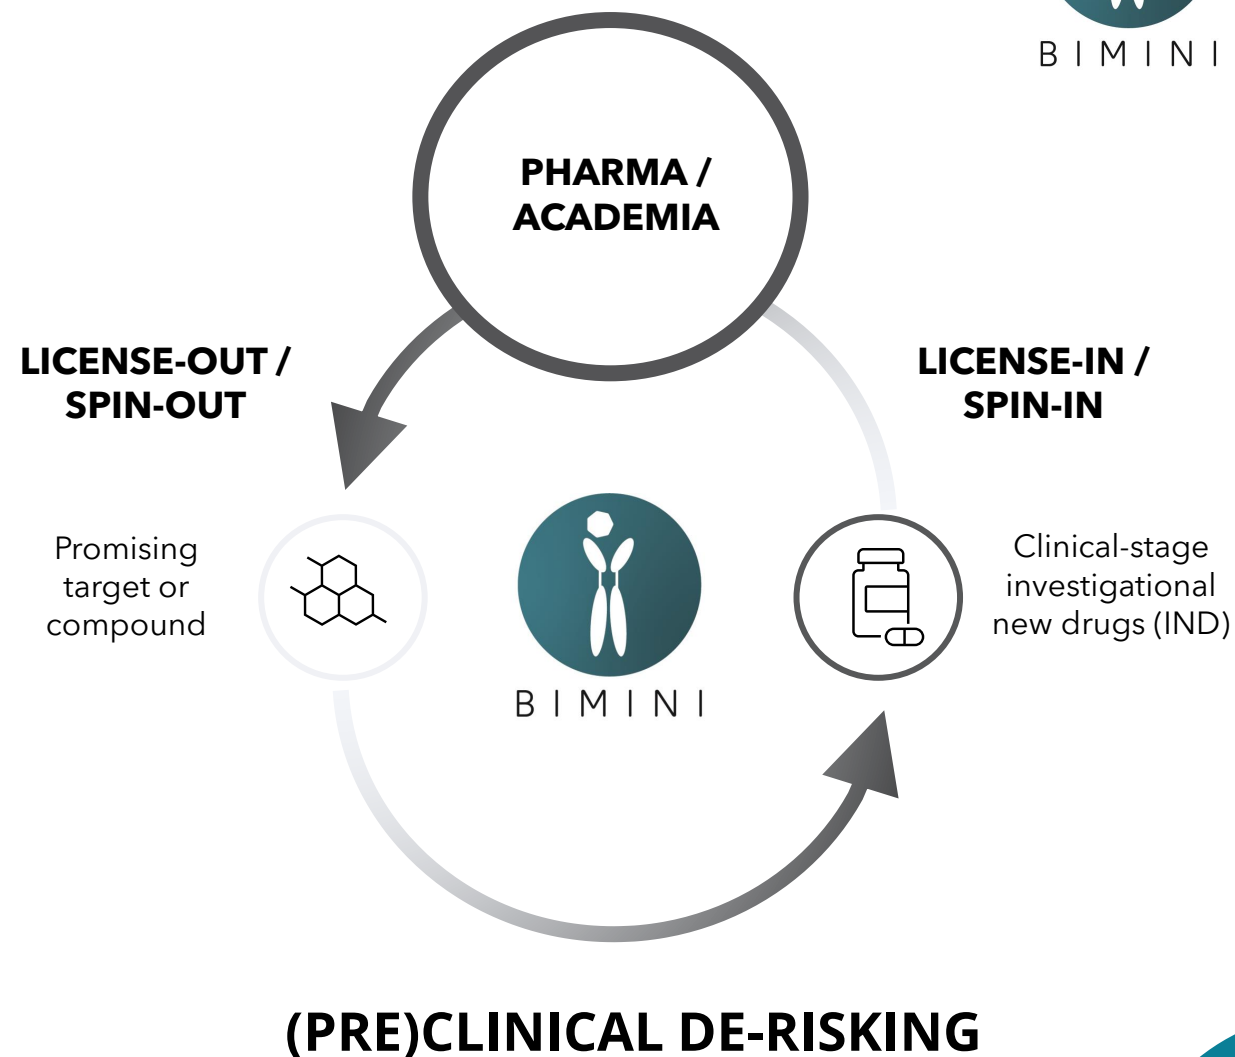 BIMINI
PHARMA /
ACADEMIA
LICENSE-OUT /
SPIN-OUT
LICENSE-IN /
SPIN-IN
Promising
target or
compound
Clinical-stage
investigational
new drugs (IND)
BIMINI
(PRE)CLINICAL DE-RISKING